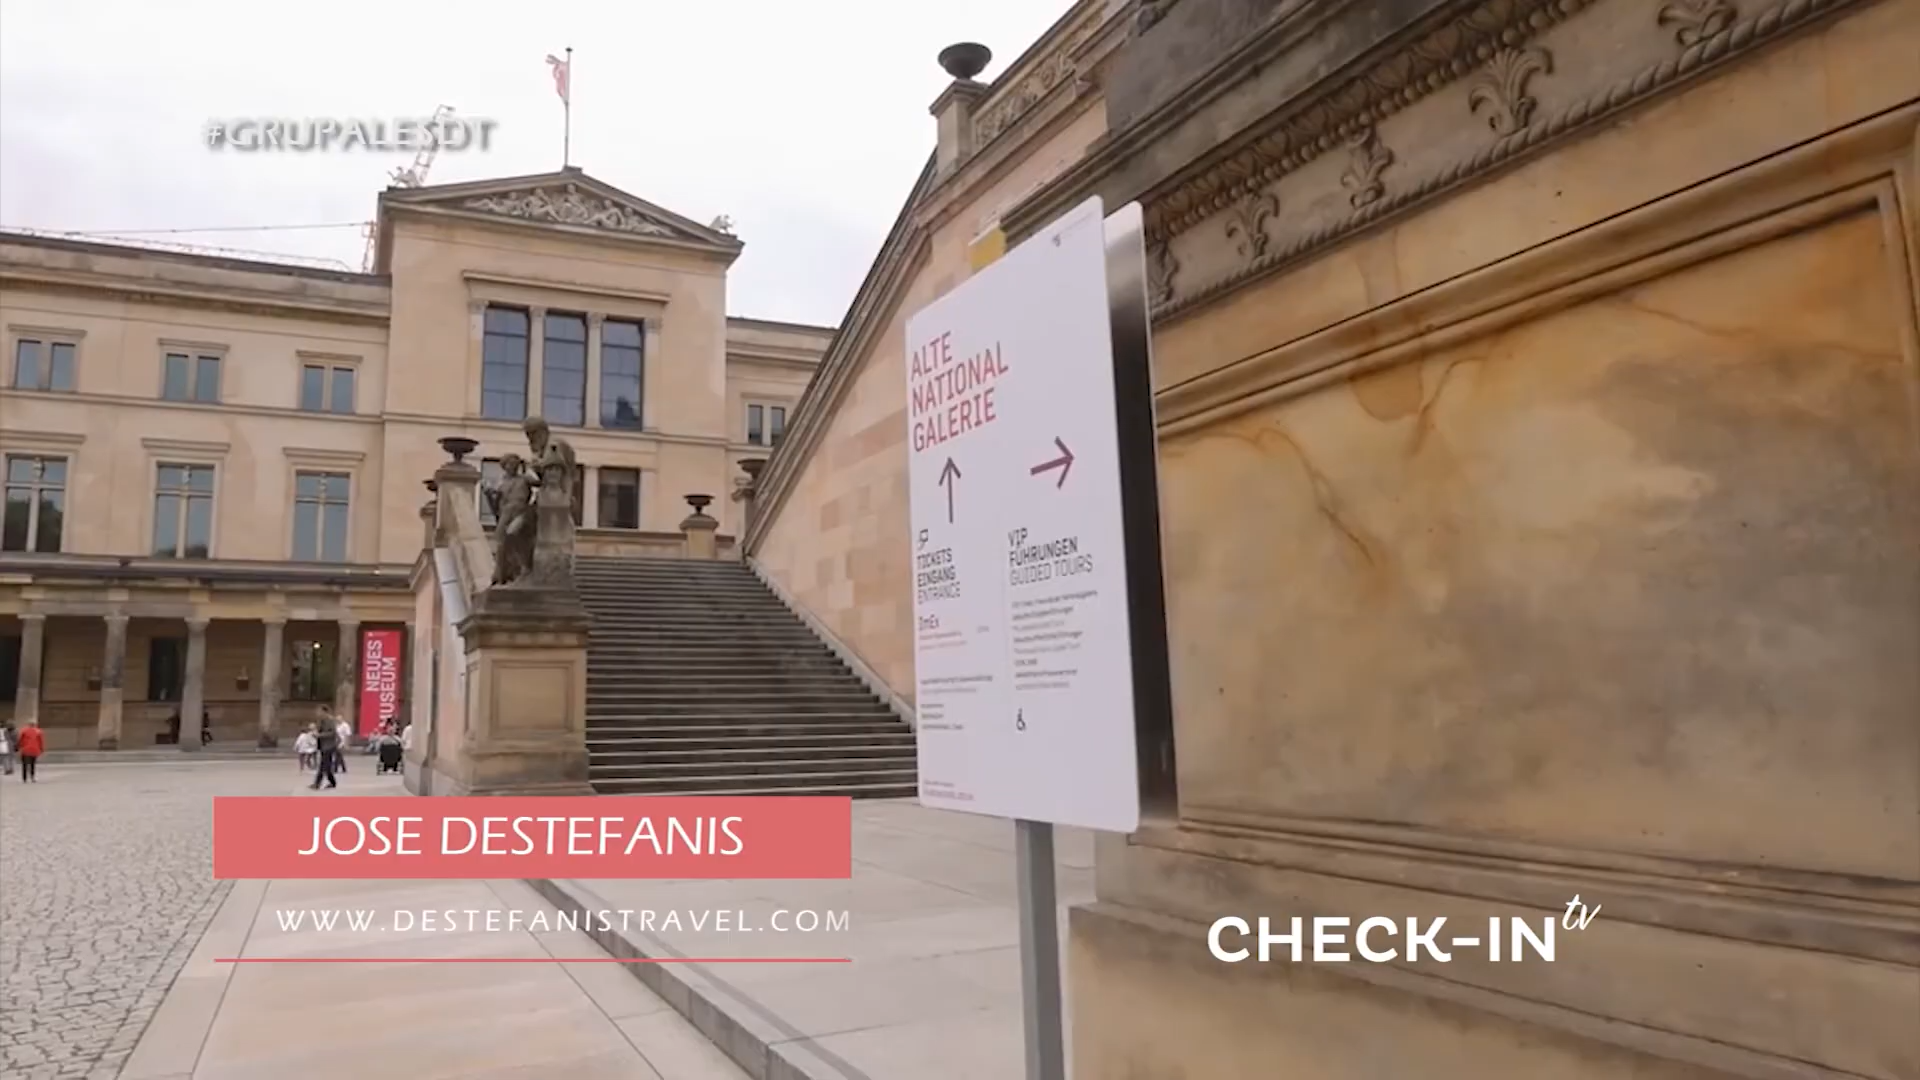 #GRUPALESDT
ALTE
NATIONAL
GALERIE
TICKETS
EINGANG
ENTRANCE
VIP
FÜHRUNGEN
GUIDED TOURS
NEUES
MUSEUM
JOSE DESTEFANIS
WWW.DESTEFANISTRAVEL.COM
CHECK-IN tv